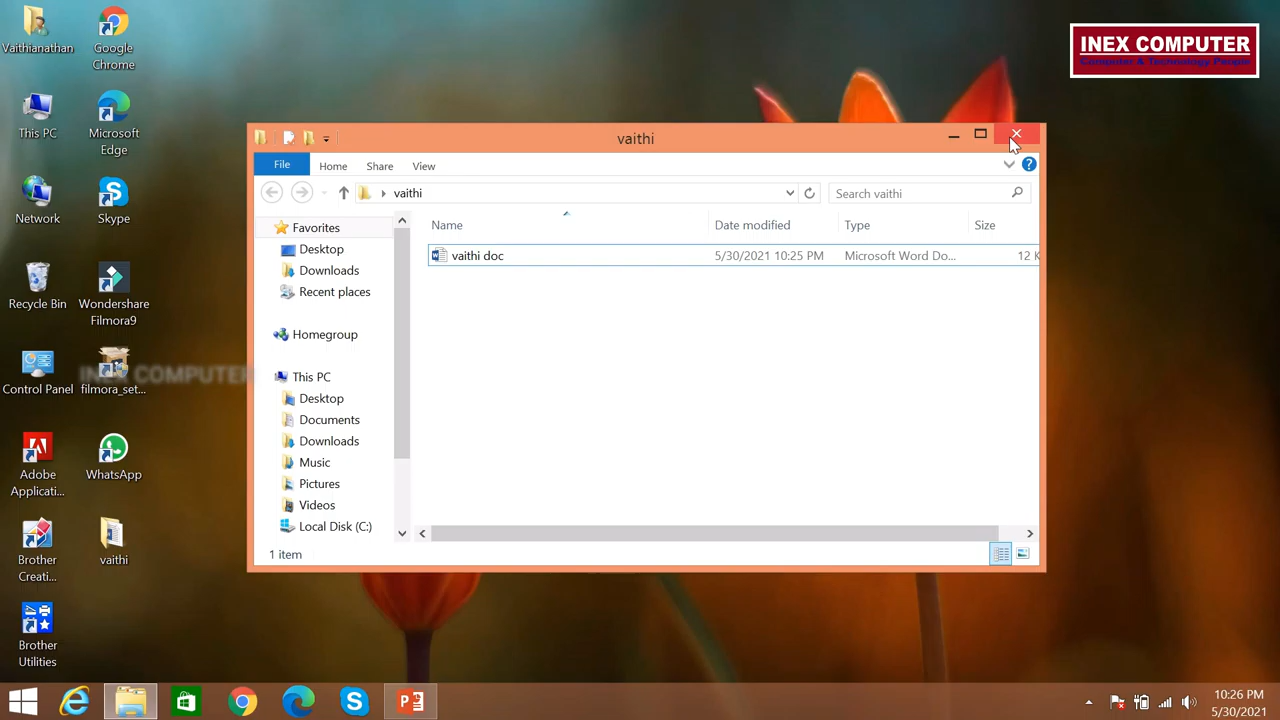 Vaithianathan
Google
Chrome
This PC
Microsoft
Edge
Network
Skype
Recycle Bin
Wondershare
Filmora9
Control Panel
filmora_set...
INEX COMPUTER
Adobe
Applicati...
WhatsApp
Brother
Creati...
vaithi
Brother
Utilities
INEX COMPUTER
Computer & Technology People
vaithi
File
Home
Share
View
vaithi
Search vaithi
Name
Date modified
Type
Size
vaithi doc
5/30/2021 10:25 PM
Microsoft Word Do...
12 K
Favorites
Desktop
Downloads
Recent places
Homegroup
This PC
Desktop
Documents
Downloads
Music
Pictures
Videos
Local Disk (C:)
1 item
10:26 PM
5/30/2021